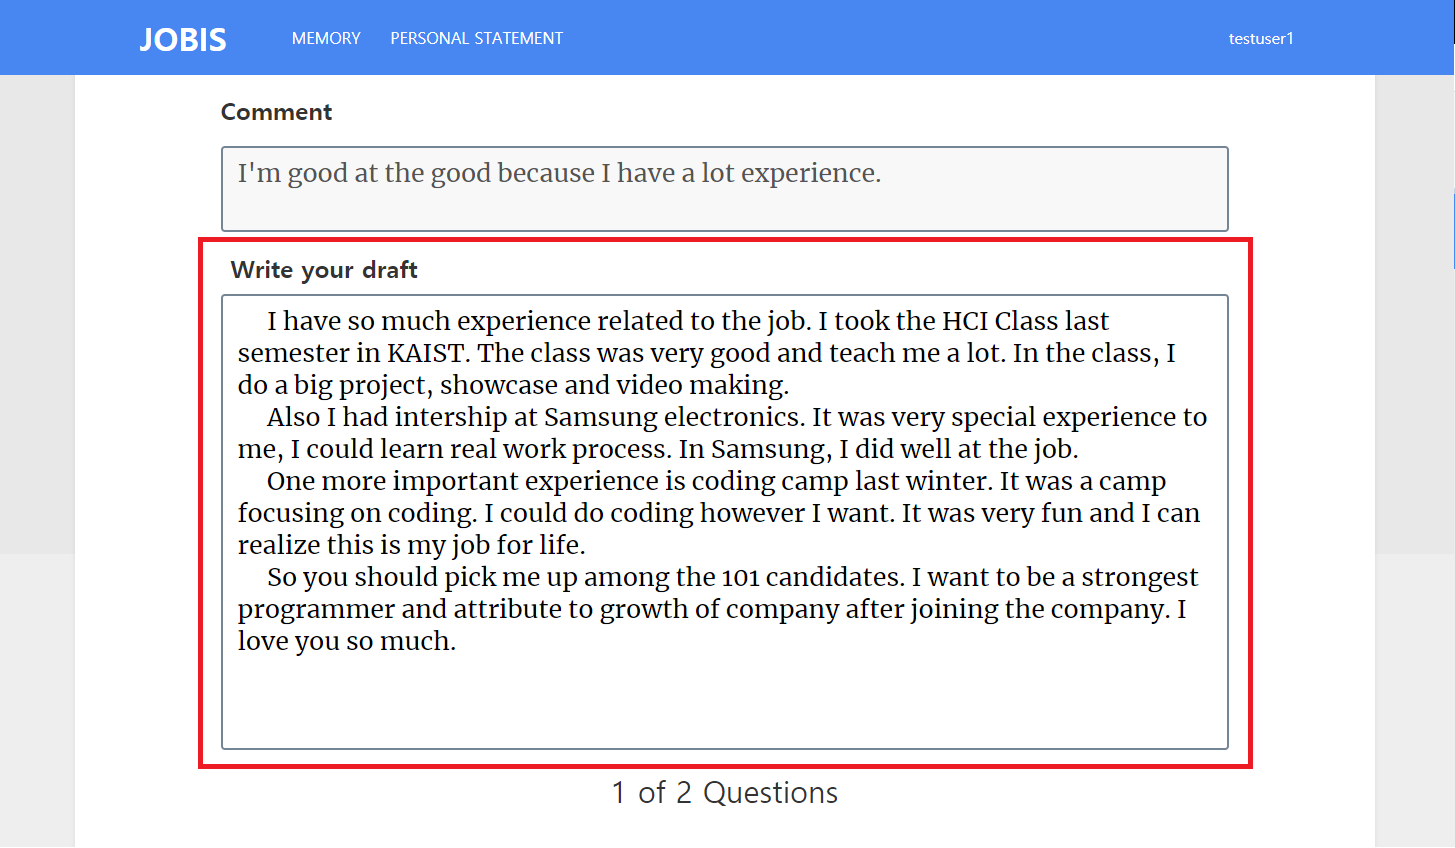 JOBIS MEMORY PERSONAL STATEMENT testuser1
Comment
I'm good at the good because I have a lot experience.
Write your draft
I have so much experience related to the job. I took the HCI Class last
semester in KAIST. The class was very good and teach me a lot. In the class, I
do a big project, showcase and video making.
Also I had intership at Samsung electronics. It was very special experience to
me, I could learn real work process. In Samsung, I did well at the job.
One more important experience is coding camp last winter. It was a camp
focusing on coding. I could do coding however I want. It was very fun and I can
realize this is my job for life.
So you should pick me up among the 101 candidates. I want to be a strongest
programmer and attribute to growth of company after joining the company. I
love you so much.
1 of 2 Questions